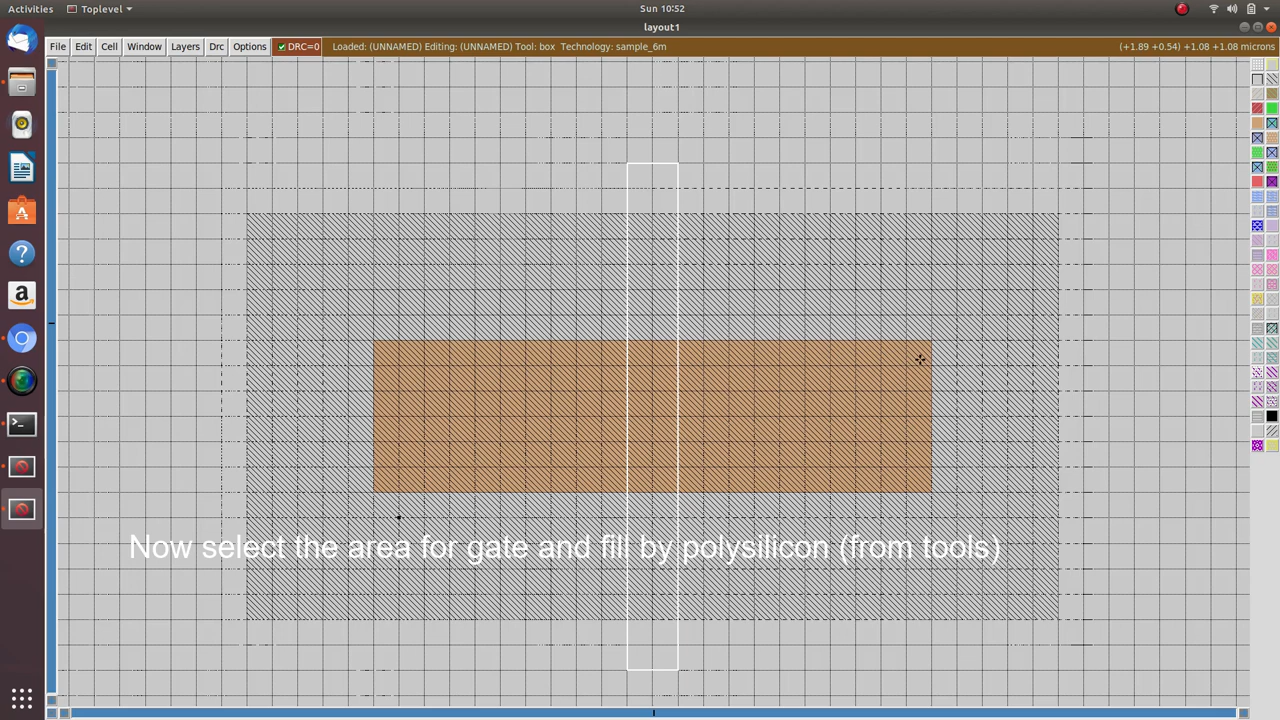 Activities Toplevel Sun 10:52
layout1
File Edit Cell Window Layers Drc Options DRC=0 Loaded: (UNNAMED) Editing: (UNNAMED) Tool: box Technology: sample_6m (+1.89 +0.54) +1.08 +1.08 microns
Now select the area for gate and fill by polysilicon (from tools)